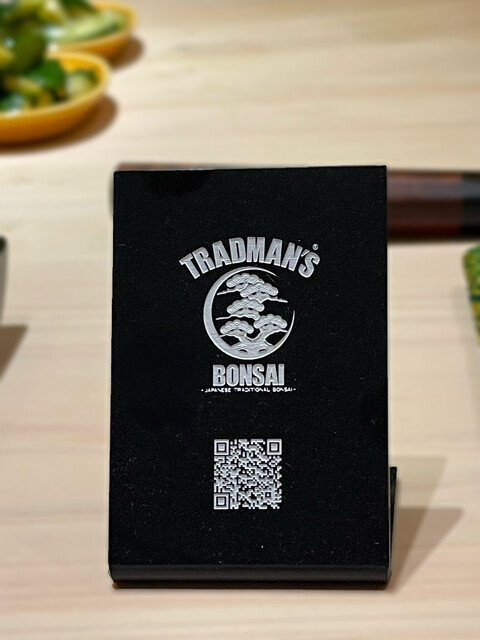 TRADMAN'S®
BONSAI
- JAPANESE TRADITIONAL BONSAI -